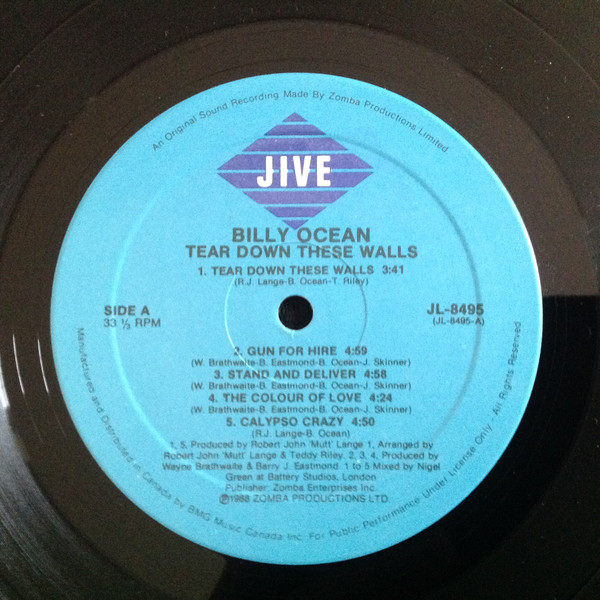 An Original Sound Recording Made By Zomba Productions Limited
JIVE
BILLY OCEAN
TEAR DOWN THESE WALLS
1. TEAR DOWN THESE WALLS 3:41
(R.J. Lange-B. Ocean-T. Riley)
SIDE A
33 ⅓ RPM
JL-8495
(JL-8495-A)
2. GUN FOR HIRE 4:59
(W. Brathwaite-B. Eastmond-B. Ocean-J. Skinner)
3. STAND AND DELIVER 4:58
(W. Brathwaite-B. Eastmond-B. Ocean-J. Skinner)
4. THE COLOUR OF LOVE 4:24
(W. Brathwaite-B. Eastmond-B. Ocean-J. Skinner)
5. CALYPSO CRAZY 4:50
(R.J. Lange-B. Ocean)
1, 5. Produced by Robert John 'Mutt' Lange 1, Arranged by
Robert John 'Mutt' Lange & Teddy Riley. 2, 3, 4, Produced by
Wayne Brathwaite & Barry J. Eastmond. 1 to 5 Mixed by Nigel
Green at Battery Studios, London
Publisher: Zomba Enterprises Inc.
℗1988 ZOMBA PRODUCTIONS LTD.
Manufactured and Distributed in Canada by BMG Music Canada Inc. For Public Performance Under License Only - All Rights Reserved